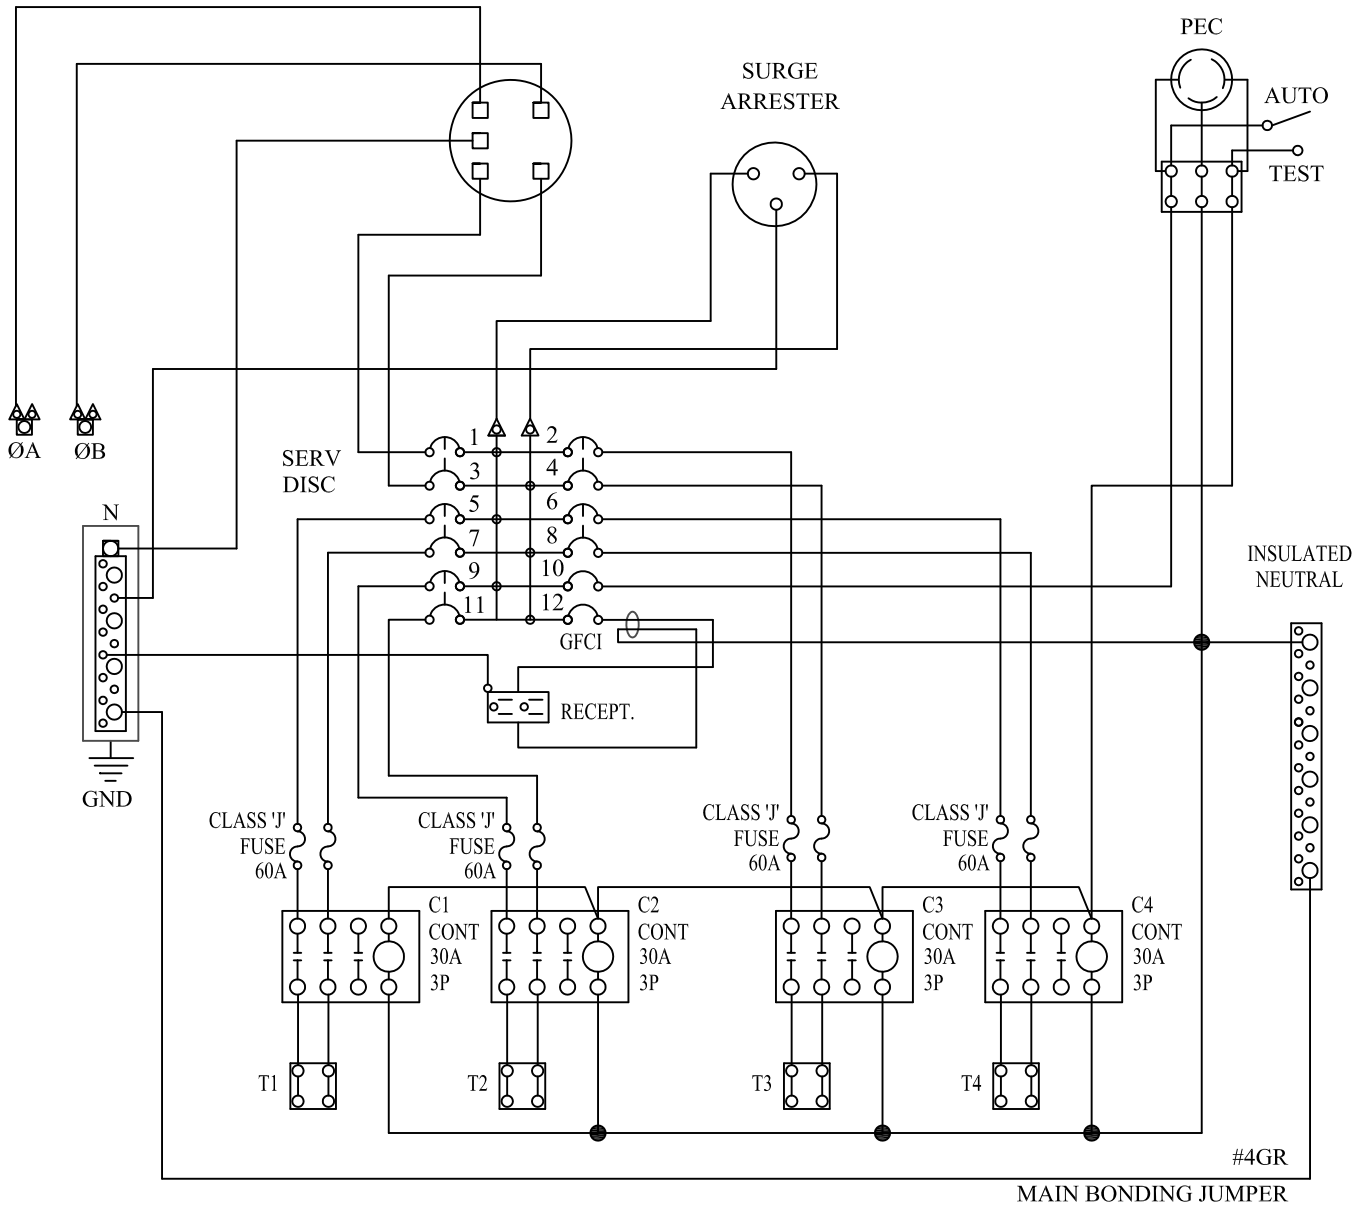 PEC
SURGE
ARRESTER
AUTO
TEST
ØA
ØB
SERV
DISC
1
2
3
4
5
6
7
8
9
10
11
12
GFCI
N
INSULATED
NEUTRAL
RECEPT.
GND
CLASS 'J'
FUSE
60A
CLASS 'J'
FUSE
60A
CLASS 'J'
FUSE
60A
CLASS 'J'
FUSE
60A
C1
CONT
30A
3P
C2
CONT
30A
3P
C3
CONT
30A
3P
C4
CONT
30A
3P
T1
T2
T3
T4
#4GR
MAIN BONDING JUMPER